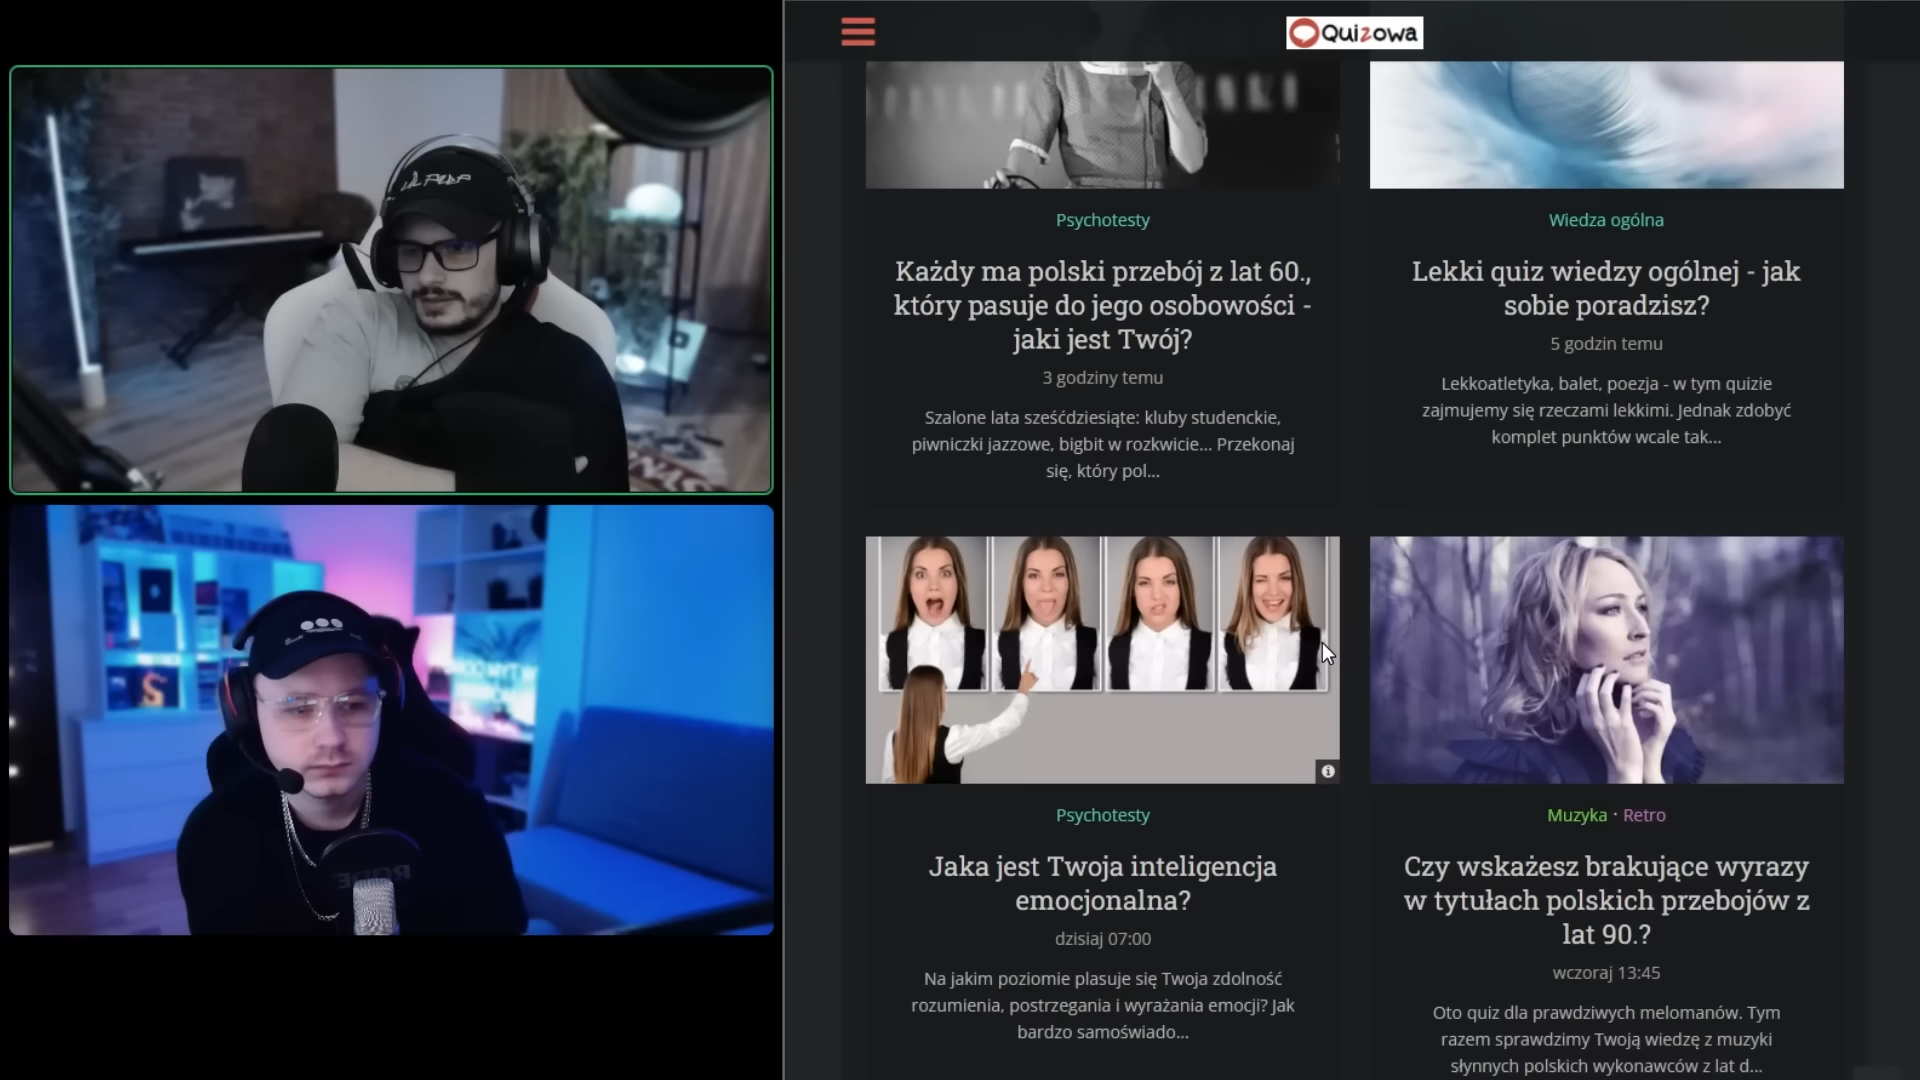 Quizowa
Psychotesty
Każdy ma polski przebój z lat 60.,
który pasuje do jego osobowości -
jaki jest Twój?
3 godziny temu
Szalone lata sześćdziesiąte: kluby studenckie,
piwniczki jazzowe, bigbit w rozkwicie... Przekonaj
się, który pol...
Wiedza ogólna
Lekki quiz wiedzy ogólnej - jak
sobie poradzisz?
5 godzin temu
Lekkoatletyka, balet, poezja - w tym quizie
zajmujemy się rzeczami lekkimi. Jednak zdobyć
komplet punktów wcale tak...
Psychotesty
Jaka jest Twoja inteligencja
emocjonalna?
dzisiaj 07:00
Na jakim poziomie plasuje się Twoja zdolność
rozumienia, postrzegania i wyrażania emocji? Jak
bardzo samoświado...
Muzyka · Retro
Czy wskażesz brakujące wyrazy
w tytułach polskich przebojów z
lat 90.?
wczoraj 13:45
Oto quiz dla prawdziwych melomanów. Tym
razem sprawdzimy Twoją wiedzę z muzyki
słynnych polskich wykonawców z lat d...
LIL PEEP
RODE